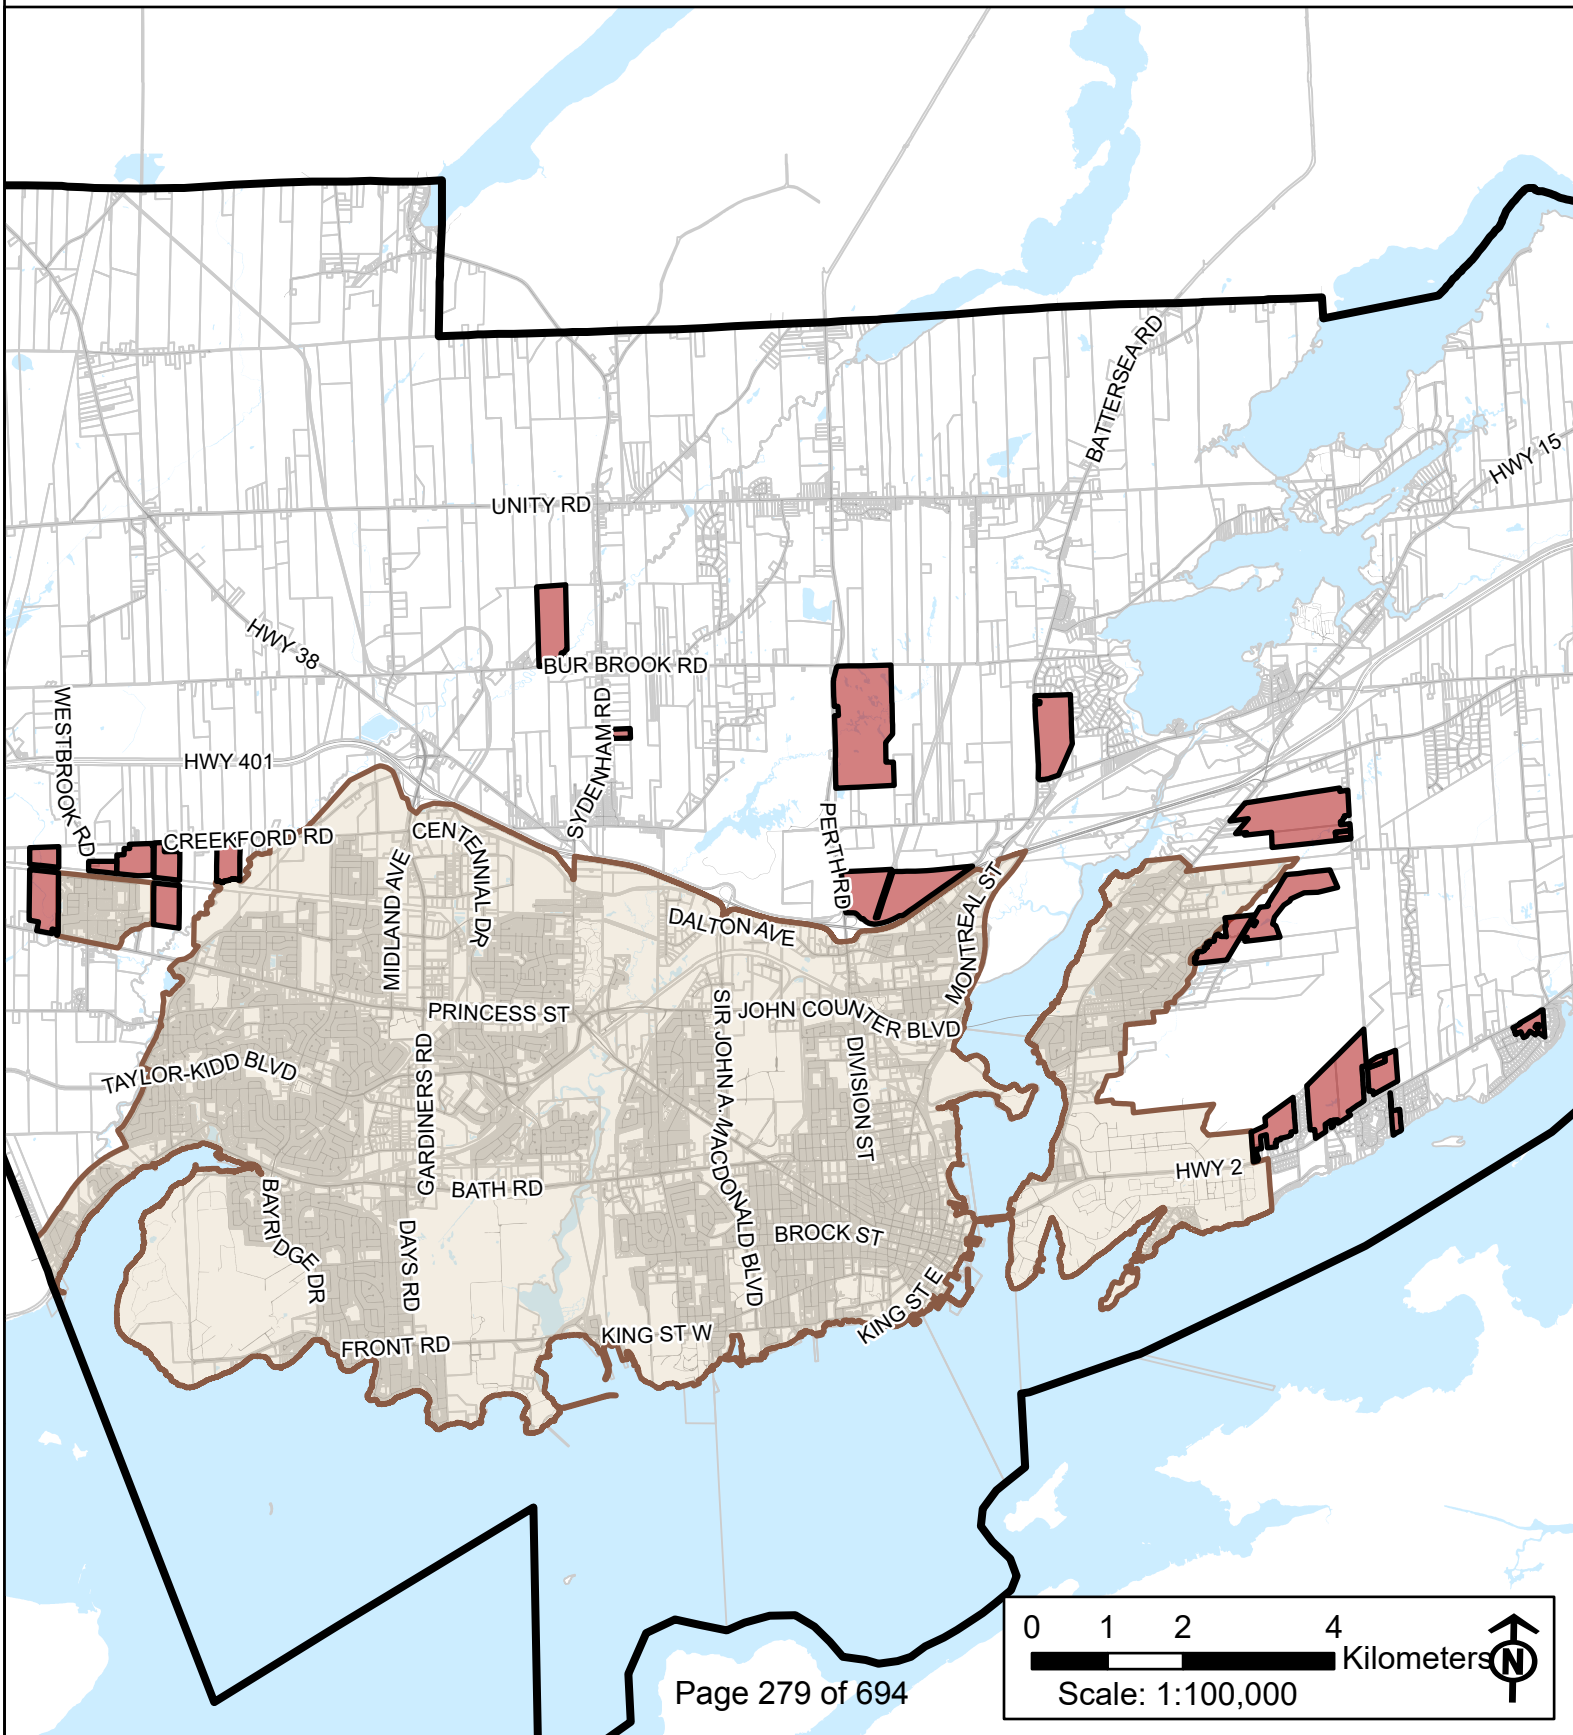 BATTERSEA RD
HWY 15
UNITY RD
HWY 38
BUR BROOK RD
WESTBROOK RD
SYDENHAM RD
HWY 401
CREEKFORD RD
CENTENNIAL DR
PERTH RD
MIDLAND AVE
MONTREAL ST
DALTON AVE
PRINCESS ST
SIR JOHN A. MACDONALD BLVD
JOHN COUNTER BLVD
TAYLOR-KIDD BLVD
GARDINERS RD
DIVISION ST
HWY 2
BATH RD
BAYRIDGE DR
DAYS RD
BROCK ST
KING ST E
FRONT RD
KING ST W
0 1 2 4
Kilometers
N
Scale: 1:100,000
Page 279 of 694